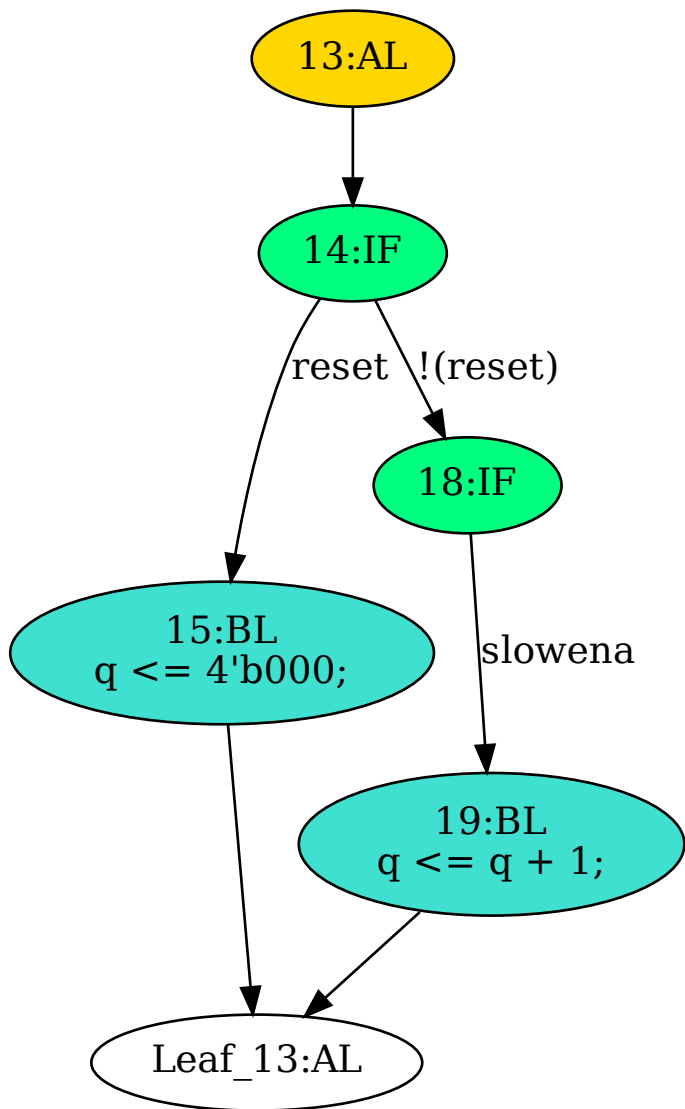 13:AL
14:IF
reset
!(reset)
18:IF
15:BL
q <= 4'b000;
slowena
19:BL
q <= q + 1;
Leaf_13:AL